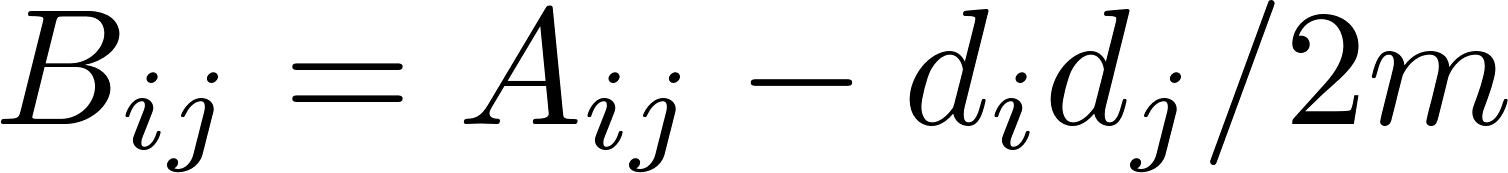 B_{ij} = A_{ij} - d_i d_j / 2m